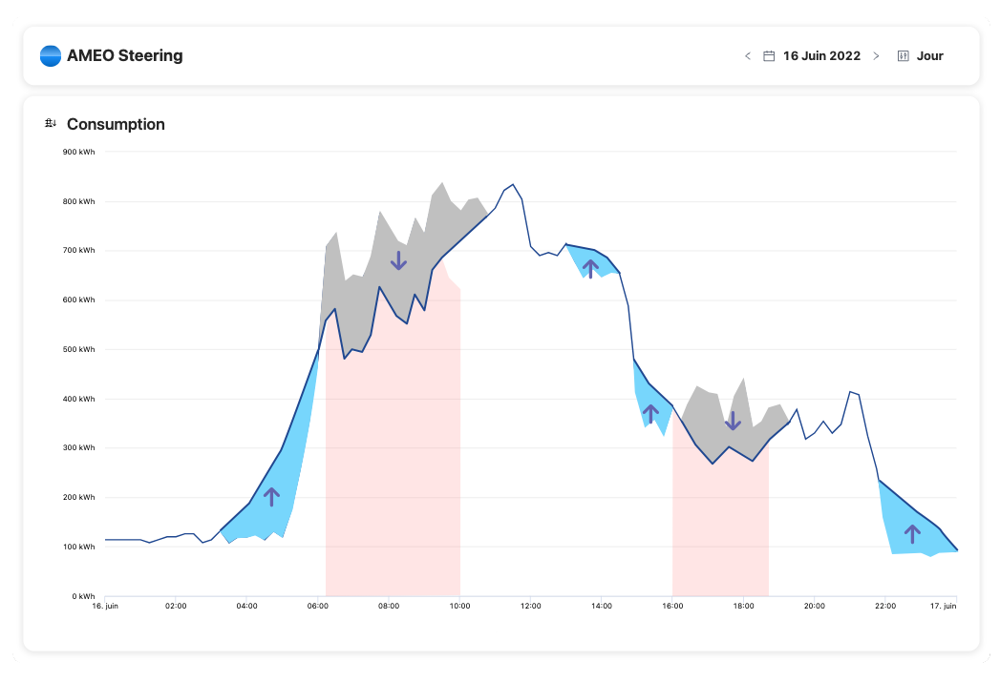 AMEO Steering
16 Juin 2022
Jour
Consumption
900 kWh
800 kWh
700 kWh
600 kWh
500 kWh
400 kWh
300 kWh
200 kWh
100 kWh
0 kWh
16. juin 02:00 04:00 06:00 08:00 10:00 12:00 14:00 16:00 18:00 20:00 22:00 17. juin